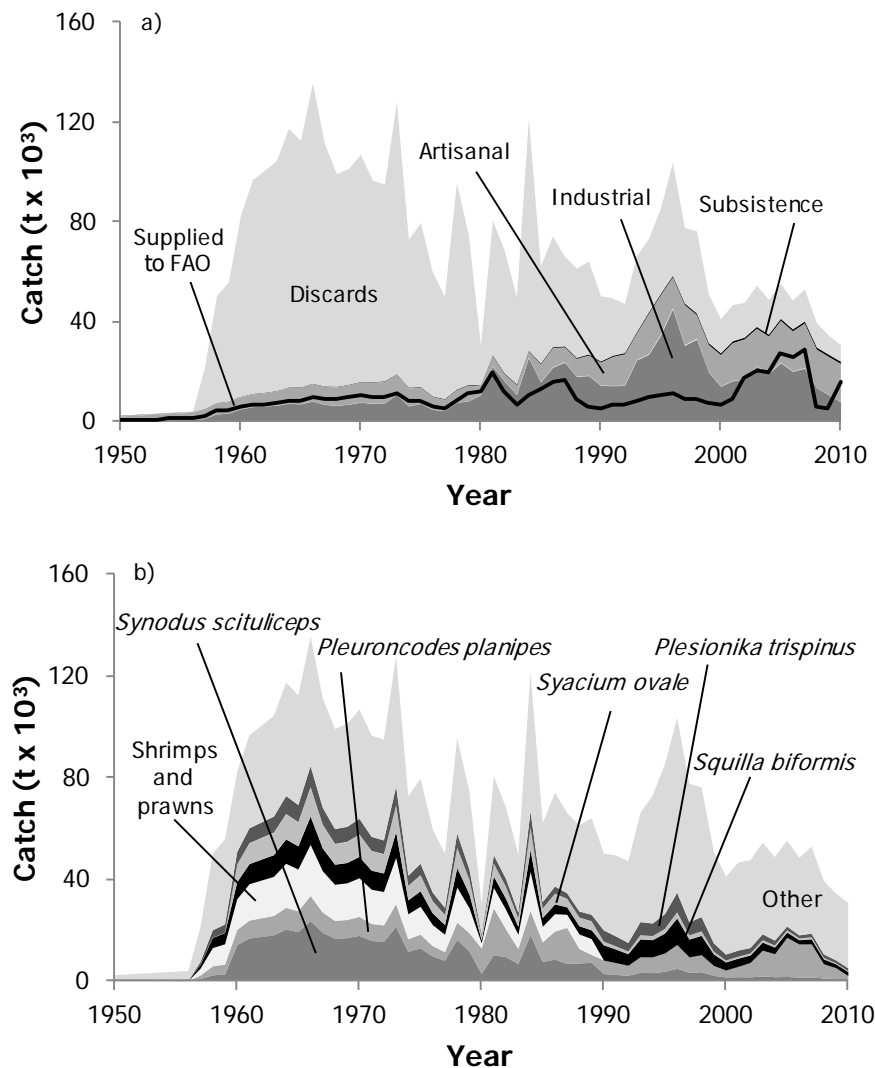 160
a)
120
Artisanal
Industrial
80
Subsistence
Supplied
to FAO
Discards
40
0
1950
1960
1970
1980
1990
2000
2010
Catch (t x 10³)
Year
160
b)
Synodus scituliceps
Pleuroncodes planipes
Plesionika trispinus
120
Syacium ovale
Shrimps
and
prawns
Squilla biformis
80
40
Other
0
1950
1960
1970
1980
1990
2000
2010
Catch (t x 10³)
Year